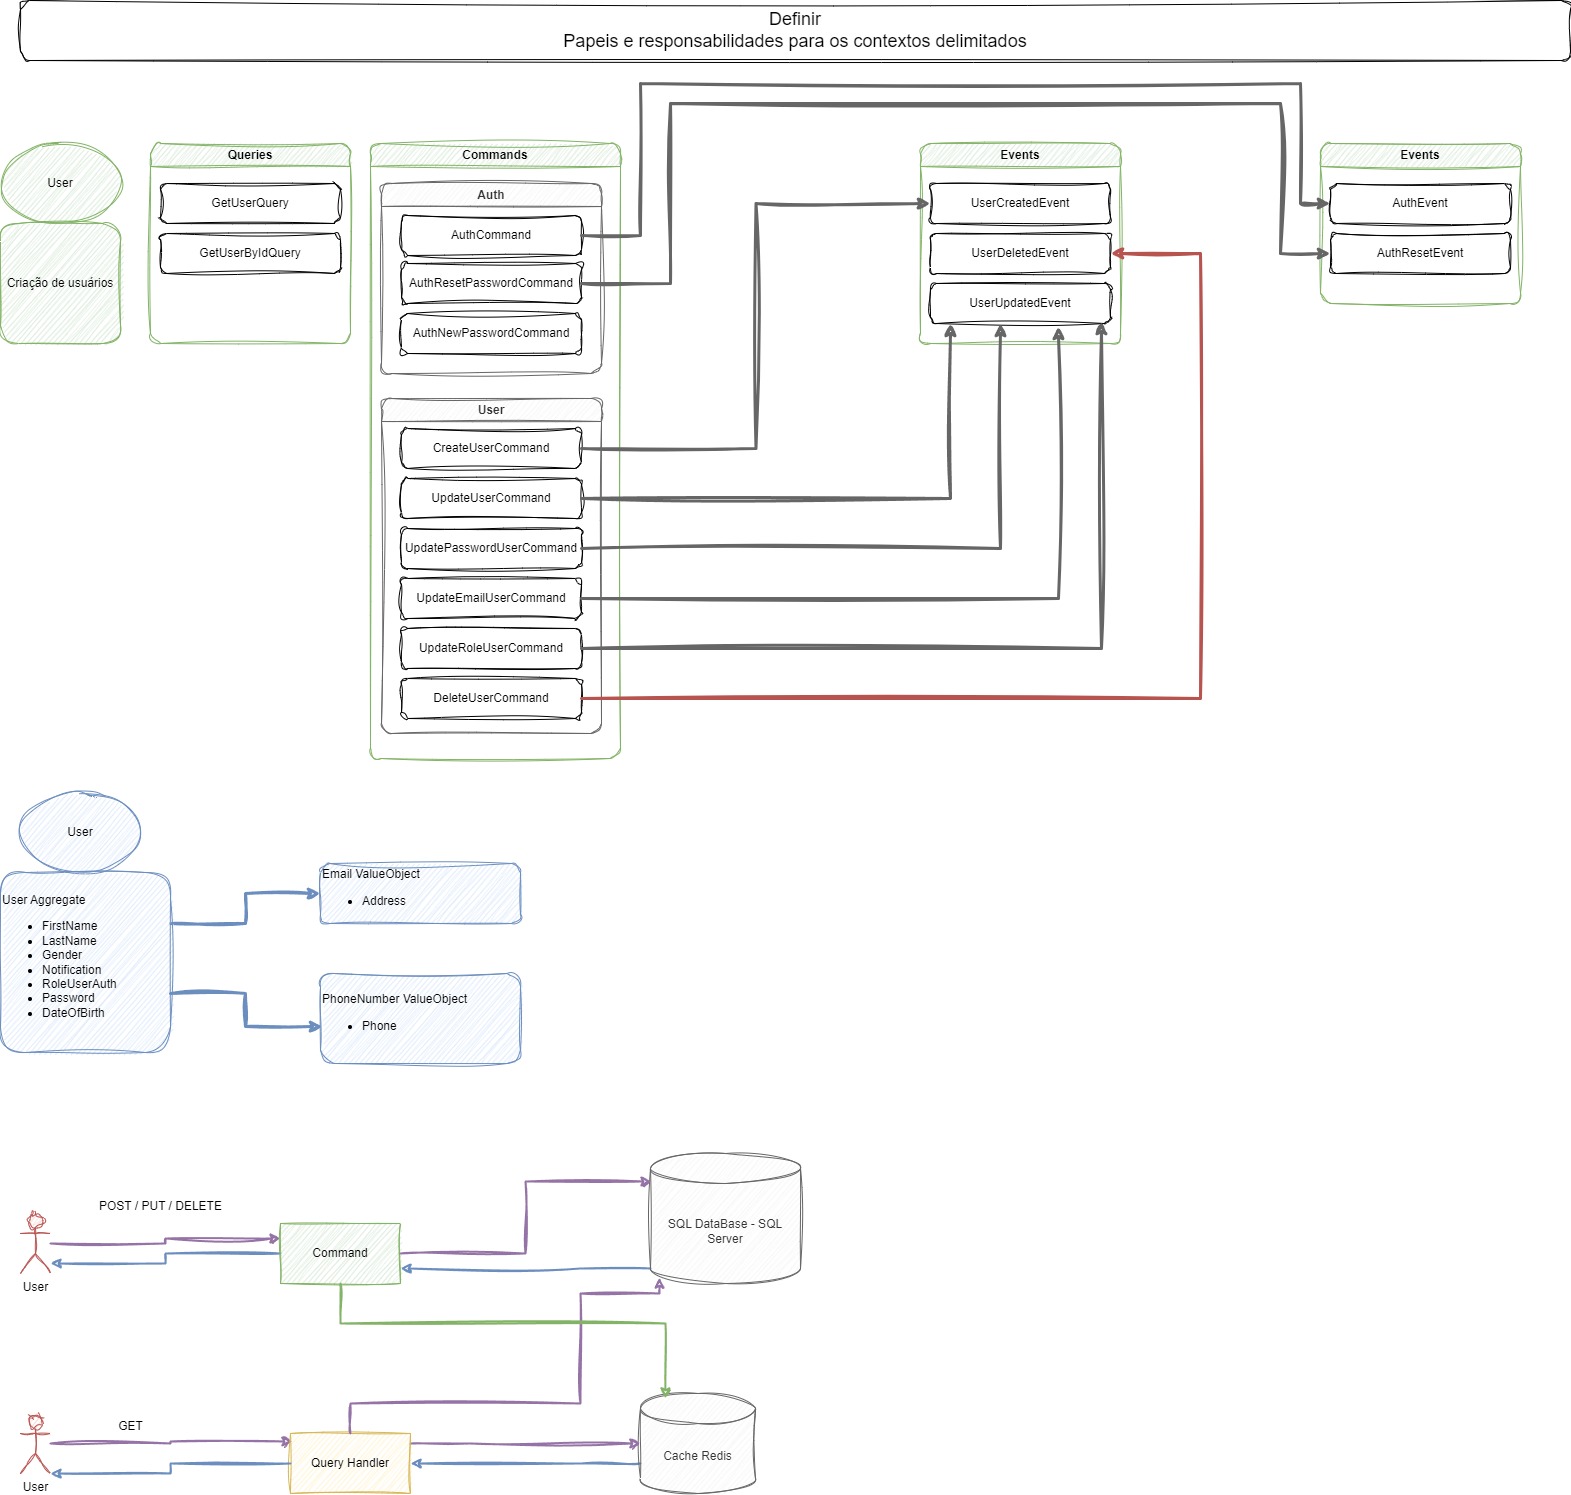 Definir
Papeis e responsabilidades para os contextos delimitados
User
Criação de usuários
Queries
GetUserQuery
GetUserByIdQuery
Commands
Auth
AuthCommand
AuthResetPasswordCommand
AuthNewPasswordCommand
User
CreateUserCommand
UpdateUserCommand
UpdatePasswordUserCommand
UpdateEmailUserCommand
UpdateRoleUserCommand
DeleteUserCommand
Events
UserCreatedEvent
UserDeletedEvent
UserUpdatedEvent
Events
AuthEvent
AuthResetEvent
User
User Aggregate
• FirstName
• LastName
• Gender
• Notification
• RoleUserAuth
• Password
• DateOfBirth
Email ValueObject
• Address
PhoneNumber ValueObject
• Phone
POST / PUT / DELETE
User
Command
SQL DataBase - SQL
Server
GET
User
Query Handler
Cache Redis